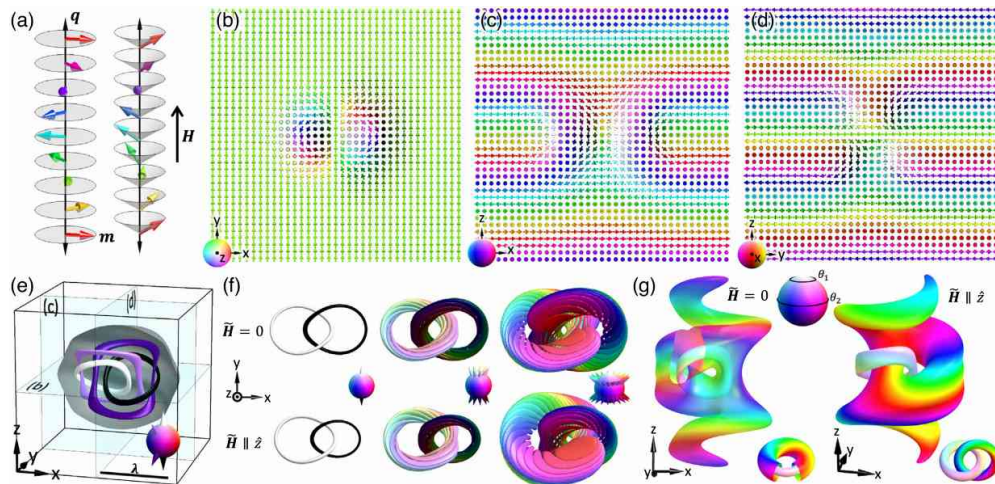 (a)
q
H
m
(b)
y
z
x
(c)
z
x
(d)
z
x
y
(e)
(c)
(d)
(b)
z
y
x
λ
(f)
H̃ = 0
y
z
x
H̃ ∥ ẑ
(g)
H̃ = 0
θ₁
θ₂
H̃ ∥ ẑ
z
y
x
z
y
x